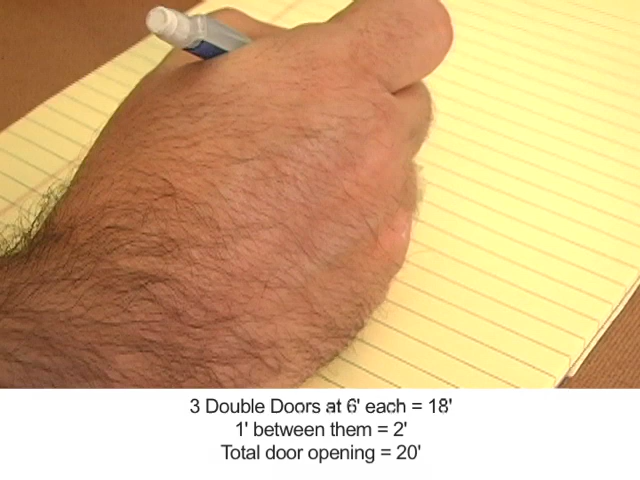 3 Double Doors at 6' each = 18'
1' between them = 2'
Total door opening = 20'